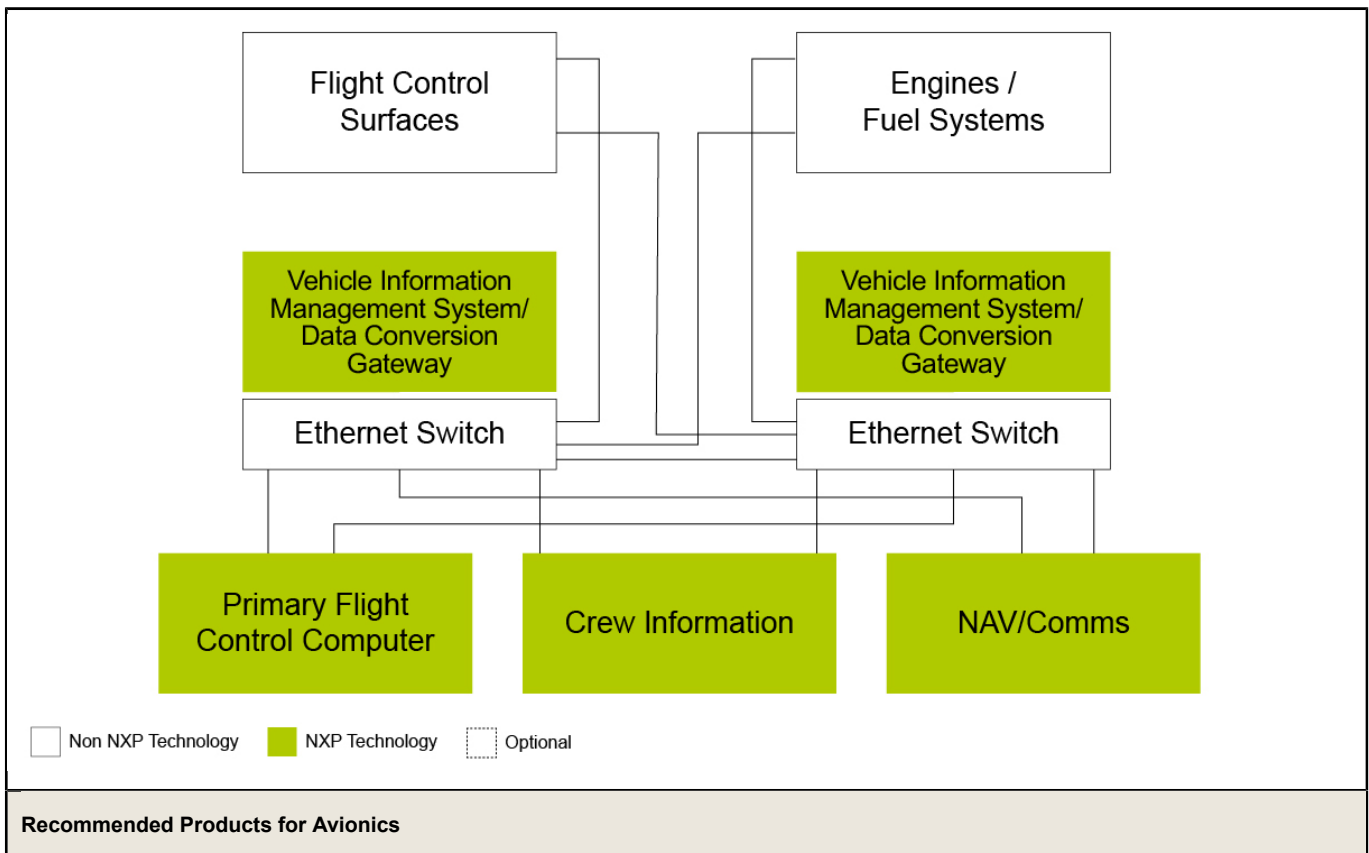 Flight Control
Surfaces
Engines /
Fuel Systems
Vehicle Information
Management System/
Data Conversion
Gateway
Vehicle Information
Management System/
Data Conversion
Gateway
Ethernet Switch
Ethernet Switch
Primary Flight
Control Computer
Crew Information
NAV/Comms
Non NXP Technology
NXP Technology
Optional
Recommended Products for Avionics